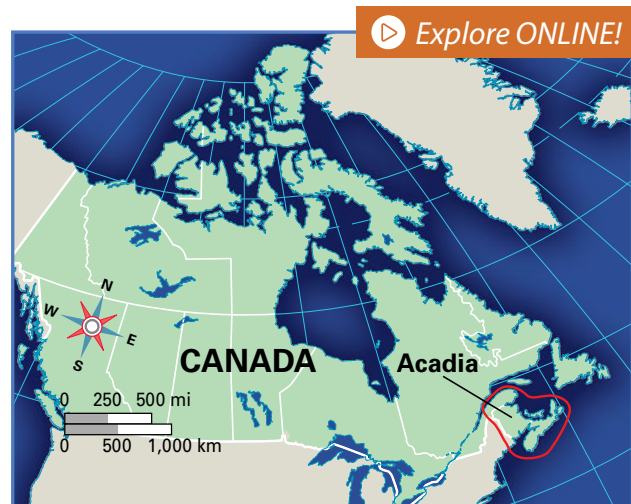 Explore ONLINE!
N
W
E
S
CANADA
Acadia
0 250 500 mi
0 500 1,000 km